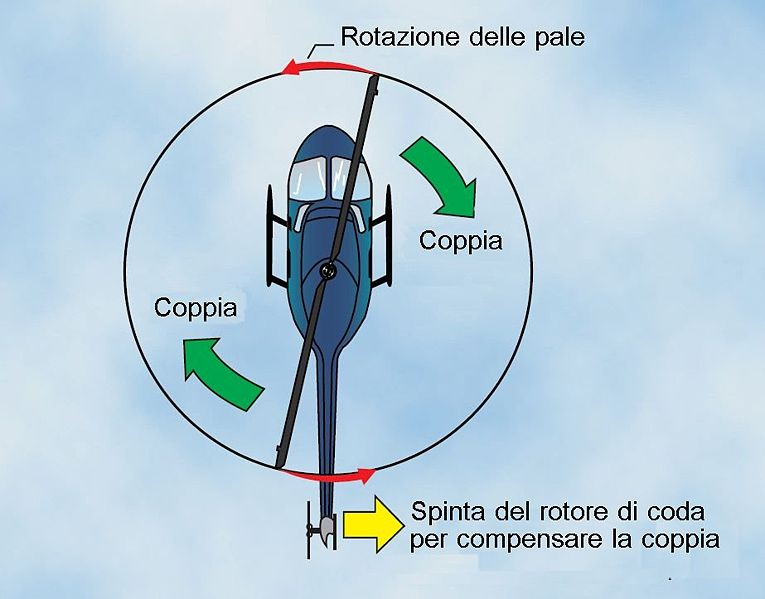 Rotazione delle pale
Coppia
Coppia
Spinta del rotore di coda
per compensare la coppia